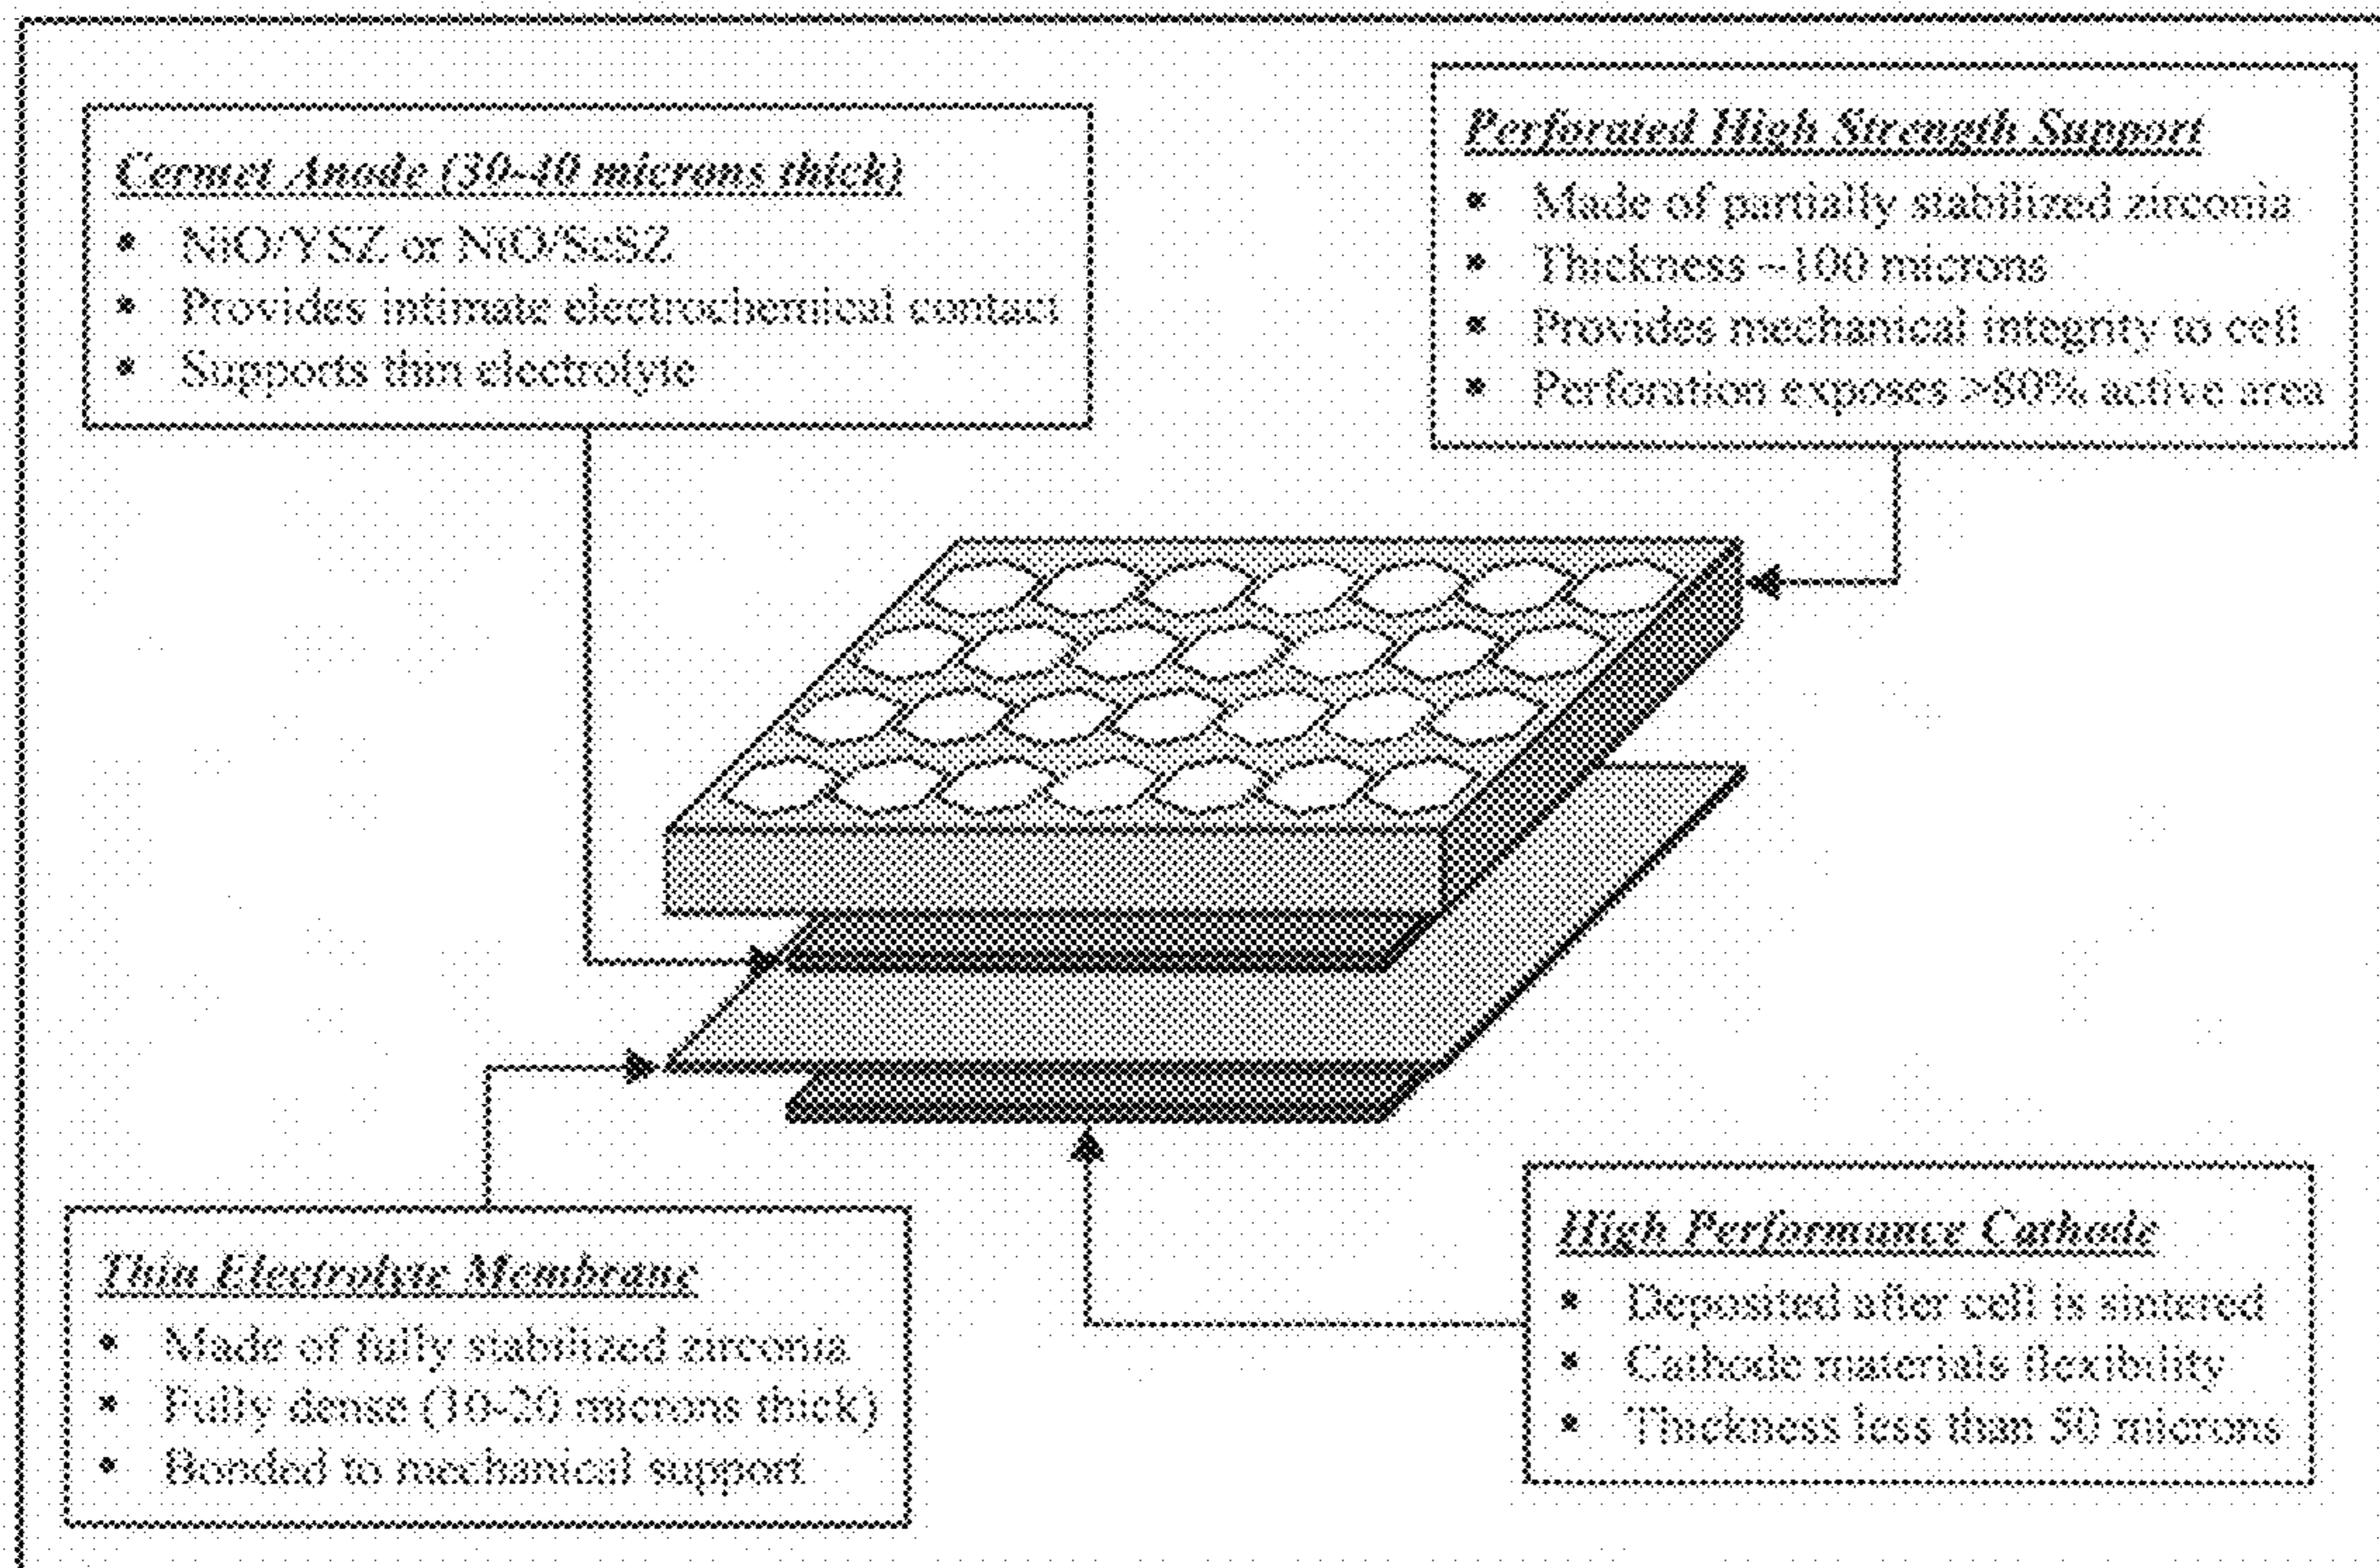 Cermet Anode (30-40 microns thick)
• NiO/YSZ or NiO/ScSZ
• Provides intimate electrochemical contact
• Supports thin electrolyte
Perforated High Strength Support
• Made of partially stabilized zirconia
• Thickness ~100 microns
• Provides mechanical integrity to cell
• Perforation exposes >80% active area
Thin Electrolyte Membrane
• Made of fully stabilized zirconia
• Fully dense (10-20 microns thick)
• Bonded to mechanical support
High Performance Cathode
• Deposited after cell is sintered
• Cathode materials flexibility
• Thickness less than 50 microns